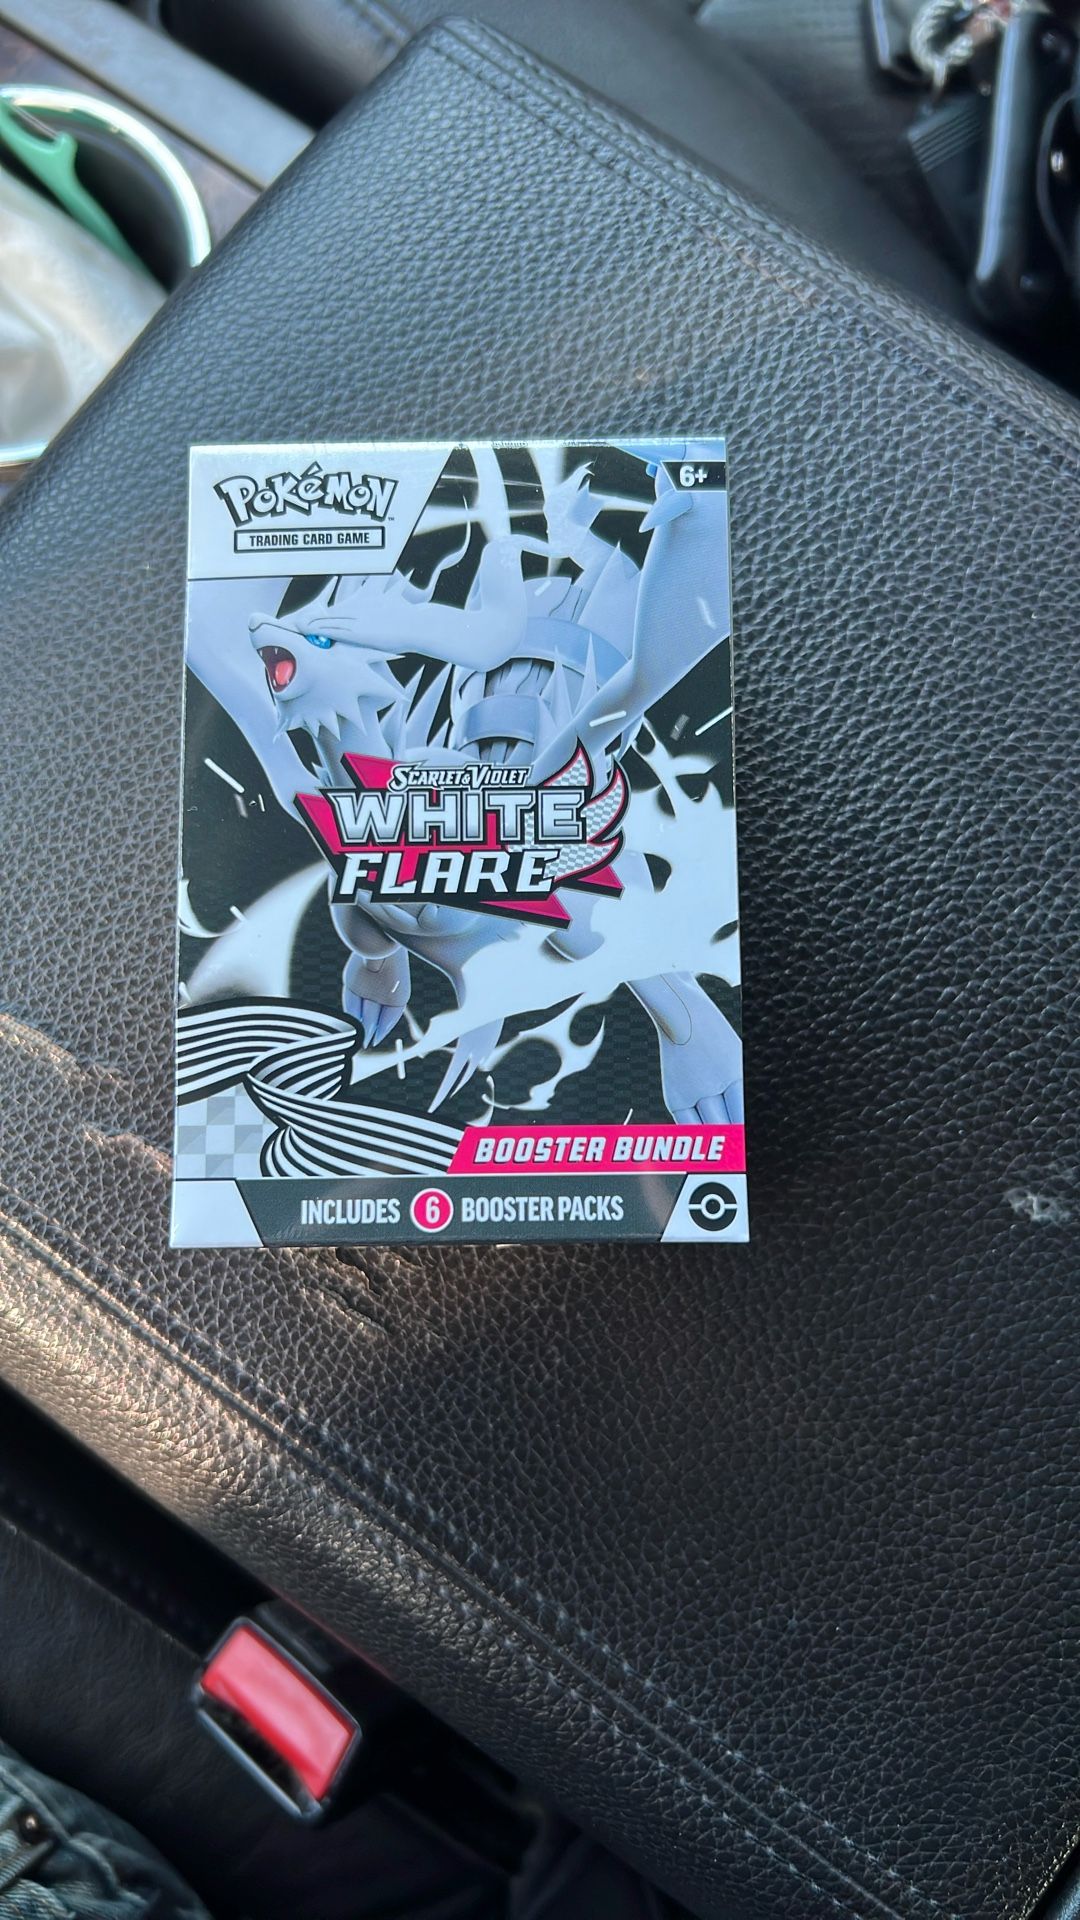 POKéMON
TRADING CARD GAME
6+
SCARLET & VIOLET
WHITE
FLARE
BOOSTER BUNDLE
INCLUDES 6 BOOSTER PACKS